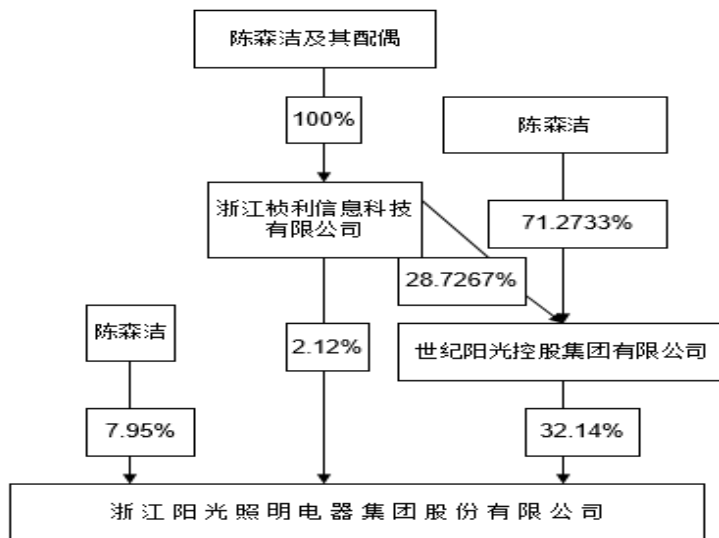 陈森洁及其配偶
100%
陈森洁
浙江桢利信息科技
有限公司
71.2733%
28.7267%
陈森洁
2.12%
世纪阳光控股集团有限公司
7.95%
32.14%
浙江阳光照明电器集团股份有限公司